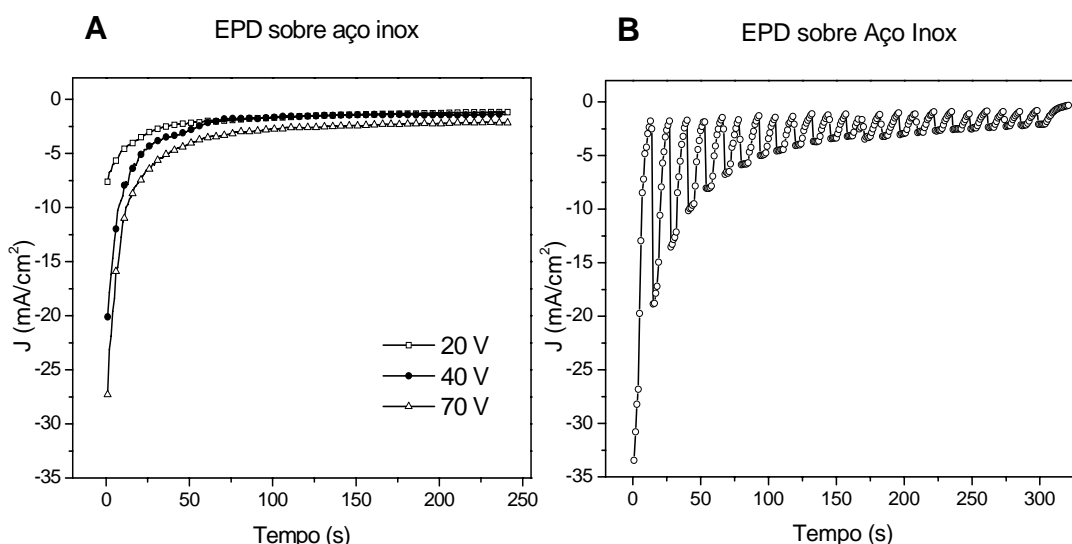 A
EPD sobre aço inox
0
-5
-10
-15
-20
-25
-30
-35
J (mA/cm²)
20 V
40 V
70 V
0
50
100
150
200
250
Tempo (s)
B
EPD sobre Aço Inox
0
-5
-10
-15
-20
-25
-30
-35
J (mA/cm²)
0
50
100
150
200
250
300
Tempo (s)